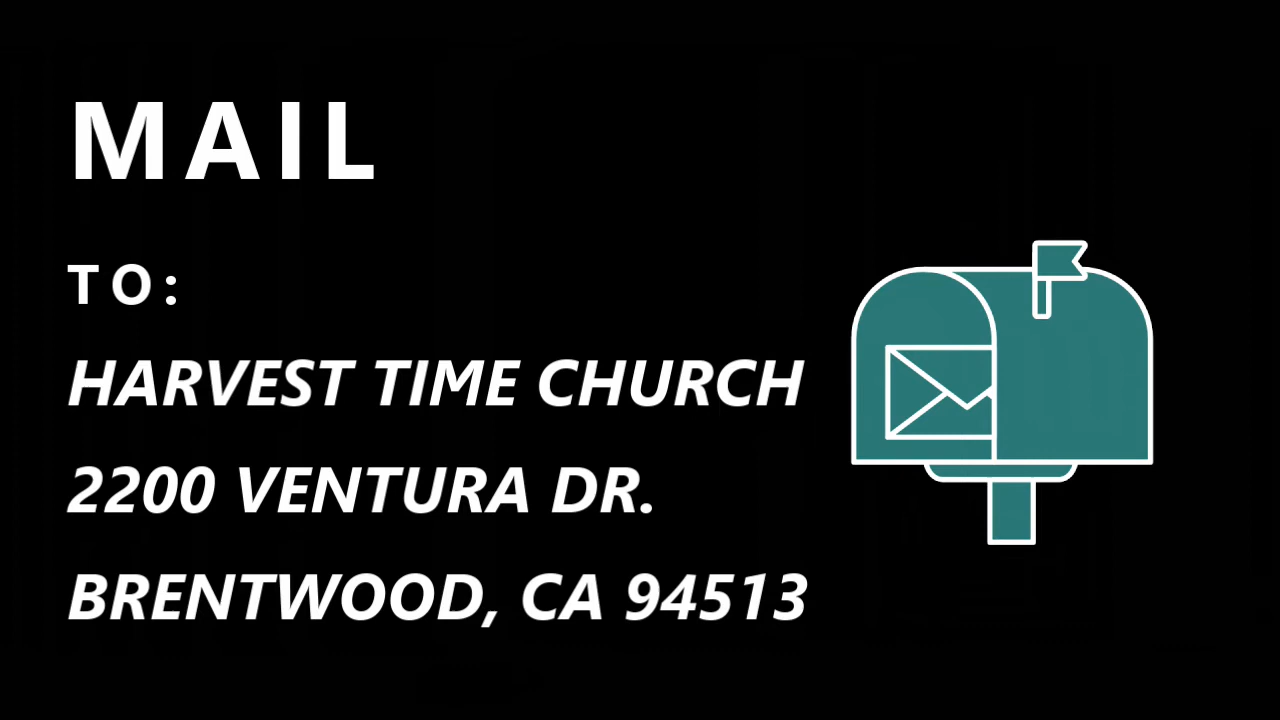 MAIL
TO:
HARVEST TIME CHURCH
2200 VENTURA DR.
BRENTWOOD, CA 94513